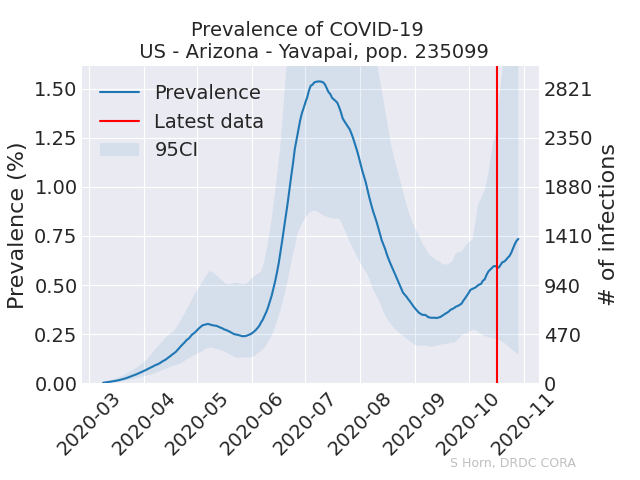 Prevalence of COVID-19
US - Arizona - Yavapai, pop. 235099
Prevalence (%)
1.50
1.25
1.00
0.75
0.50
0.25
0.00
Prevalence
Latest data
95CI
2821
2350
1880
1410
940
470
0
# of infections
2020-03
2020-04
2020-05
2020-06
2020-07
2020-08
2020-09
2020-10
2020-11
S Horn, DRDC CORA